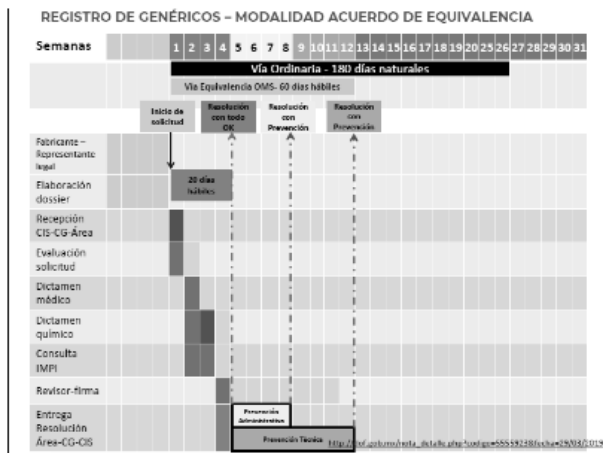 REGISTRO DE GENÉRICOS – MODALIDAD ACUERDO DE EQUIVALENCIA
Semanas 1 2 3 4 5 6 7 8 9 10 11 12 13 14 15 16 17 18 19 20 21 22 23 24 25 26 27 28 29 30 31
Vía Ordinaria - 180 días naturales
Vía Equivalencia OMS- 60 días hábiles
Inicio de
solicitud
Resolución
con todo
OK
Resolución
con
Prevención
Resolución
con
Prevención
Fabricante –
Representante
legal
Elaboración
dossier
20 días
hábiles
Recepción
CIS-CG-Área
Evaluación
solicitud
Dictamen
médico
Dictamen
químico
Consulta
IMPI
Revisor-firma
Entrega
Resolución
Área-CG-CIS
Prevención
Administrativa
Prevención Técnica